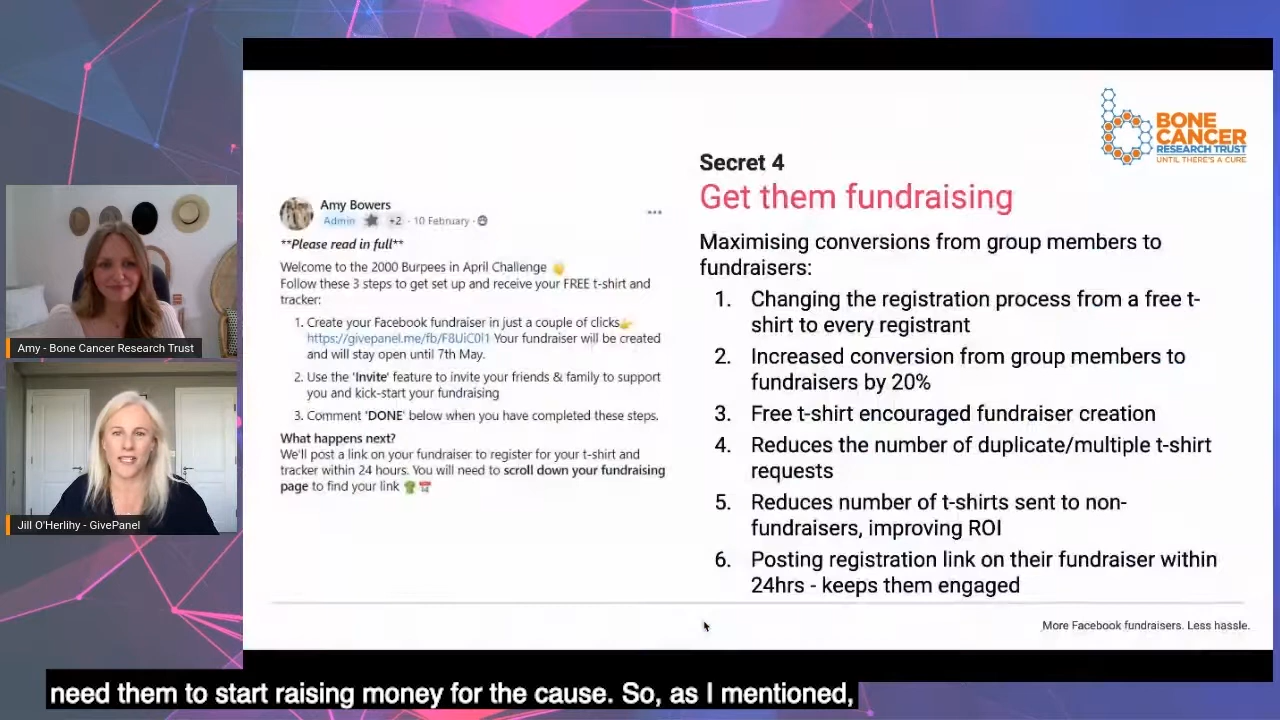 BONE
CANCER
RESEARCH TRUST
UNTIL THERE'S A CURE
Secret 4
Get them fundraising
Amy Bowers
Admin +2 · 10 February ·
**Please read in full**
Welcome to the 2000 Burpees in April Challenge
Follow these 3 steps to get set up and receive your FREE t-shirt and
tracker:
1. Create your Facebook fundraiser in just a couple of clicks
https://givepanel.me/fb/F8UiC0l1 Your fundraiser will be created
and will stay open until 7th May.
2. Use the 'Invite' feature to invite your friends & family to support
you and kick-start your fundraising
3. Comment 'DONE' below when you have completed these steps.
What happens next?
We'll post a link on your fundraiser to register for your t-shirt and
tracker within 24 hours. You will need to scroll down your fundraising
page to find your link
Maximising conversions from group members to
fundraisers:
1. Changing the registration process from a free t-
shirt to every registrant
2. Increased conversion from group members to
fundraisers by 20%
3. Free t-shirt encouraged fundraiser creation
4. Reduces the number of duplicate/multiple t-shirt
requests
5. Reduces number of t-shirts sent to non-
fundraisers, improving ROI
6. Posting registration link on their fundraiser within
24hrs - keeps them engaged
More Facebook fundraisers. Less hassle.
Amy - Bone Cancer Research Trust
Jill O'Herlihy - GivePanel
need them to start raising money for the cause. So, as I mentioned,